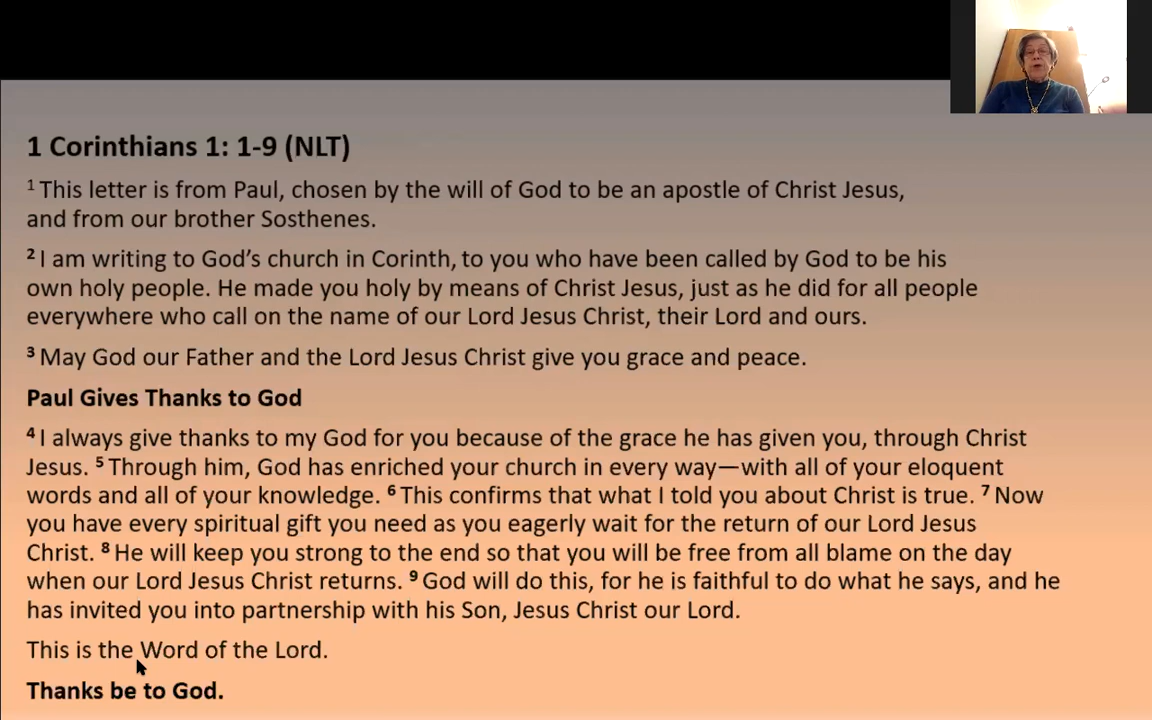 1 Corinthians 1: 1-9 (NLT)
1 This letter is from Paul, chosen by the will of God to be an apostle of Christ Jesus,
and from our brother Sosthenes.
2 I am writing to God's church in Corinth, to you who have been called by God to be his
own holy people. He made you holy by means of Christ Jesus, just as he did for all people
everywhere who call on the name of our Lord Jesus Christ, their Lord and ours.
3 May God our Father and the Lord Jesus Christ give you grace and peace.
Paul Gives Thanks to God
4 I always give thanks to my God for you because of the grace he has given you, through Christ
Jesus. 5 Through him, God has enriched your church in every way—with all of your eloquent
words and all of your knowledge. 6 This confirms that what I told you about Christ is true. 7 Now
you have every spiritual gift you need as you eagerly wait for the return of our Lord Jesus
Christ. 8 He will keep you strong to the end so that you will be free from all blame on the day
when our Lord Jesus Christ returns. 9 God will do this, for he is faithful to do what he says, and he
has invited you into partnership with his Son, Jesus Christ our Lord.
This is the Word of the Lord.
Thanks be to God.